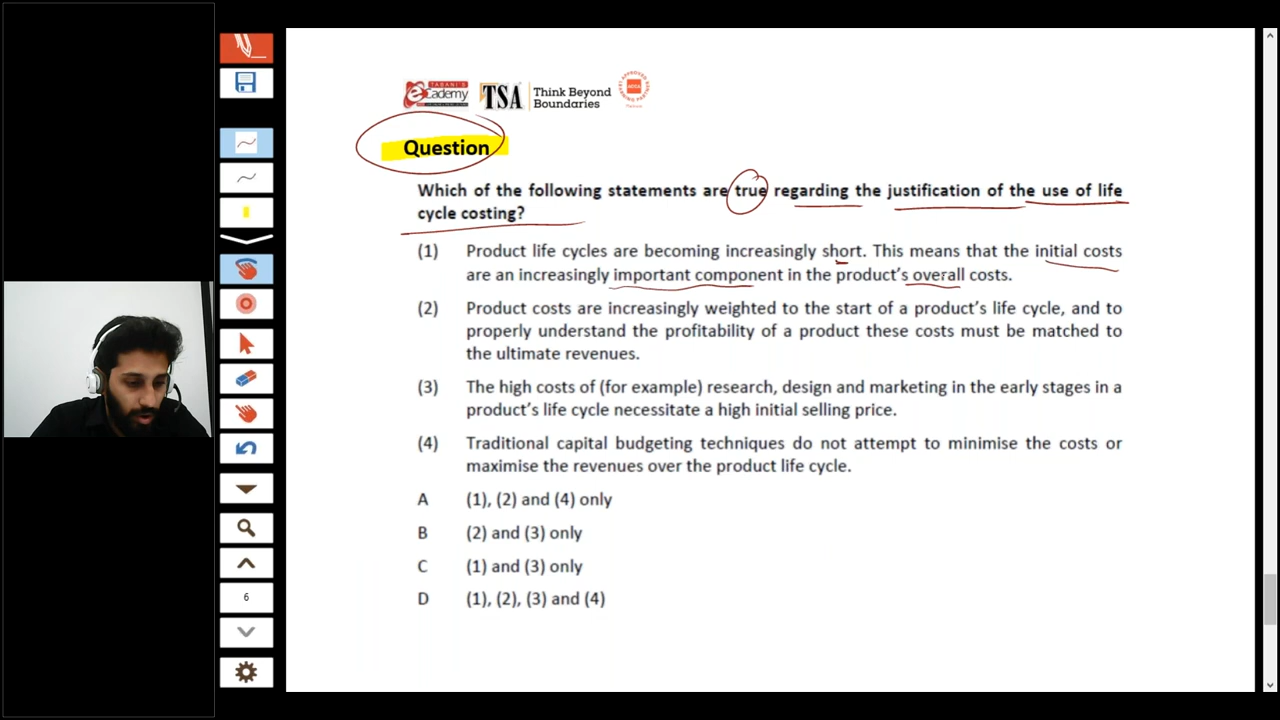 TABANI'S
eCademy
TSA
Think Beyond
Boundaries
ACCA
Question
Which of the following statements are true regarding the justification of the use of life
cycle costing?
(1) Product life cycles are becoming increasingly short. This means that the initial costs
are an increasingly important component in the product's overall costs.
(2) Product costs are increasingly weighted to the start of a product's life cycle, and to
properly understand the profitability of a product these costs must be matched to
the ultimate revenues.
(3) The high costs of (for example) research, design and marketing in the early stages in a
product's life cycle necessitate a high initial selling price.
(4) Traditional capital budgeting techniques do not attempt to minimise the costs or
maximise the revenues over the product life cycle.
A (1), (2) and (4) only
B (2) and (3) only
C (1) and (3) only
D (1), (2), (3) and (4)
6